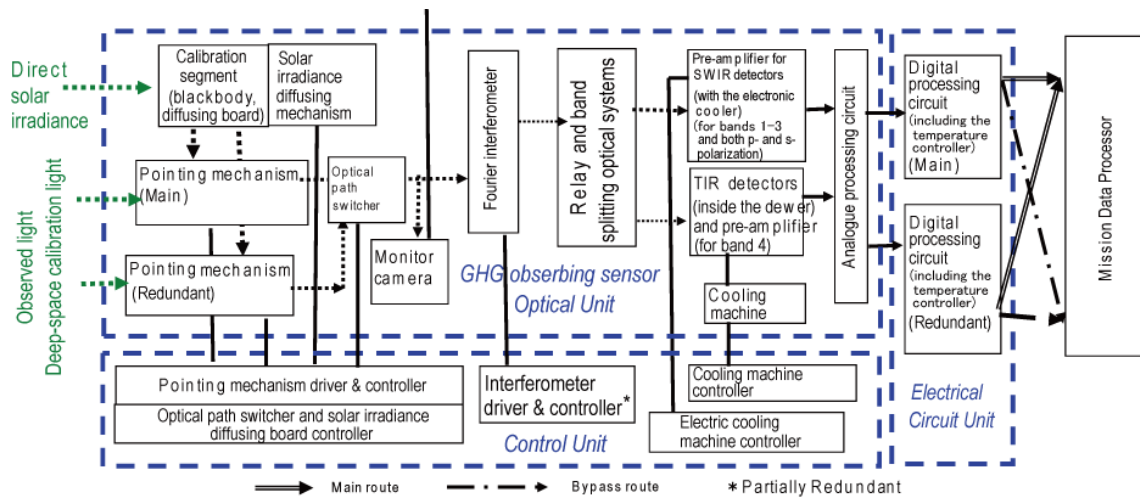 Direct
solar
irradiance
Observed light
Deep-space calibration light
Calibration
segment
(blackbody,
diffusing board)
Solar
irradiance
diffusing
mechanism
Pointing mechanism
(Main)
Pointing mechanism
(Redundant)
Optical
path
switcher
Monitor
camera
Fourier interferometer
Relay and band
splitting optical systems
Pre-amplifier for
SWIR detectors
(with the electronic
cooler)
(for bands 1-3
and both p- and s-
polarization)
TIR detectors
(inside the dewer)
and pre-amplifier
(for band 4)
Cooling
machine
Analogue processing circuit
GHG obserbing sensor
Optical Unit
Digital
processing
circuit
(including the
temperature
controller)
(Main)
Digital
processing
circuit
(including the
temperature
controller)
(Redundant)
Electrical
Circuit Unit
Mission Data Processor
Pointing mechanism driver & controller
Optical path switcher and solar irradiance
diffusing board controller
Interferometer
driver & controller*
Cooling machine
controller
Electric cooling
machine controller
Control Unit
Main route
Bypass route
*Partially Redundant